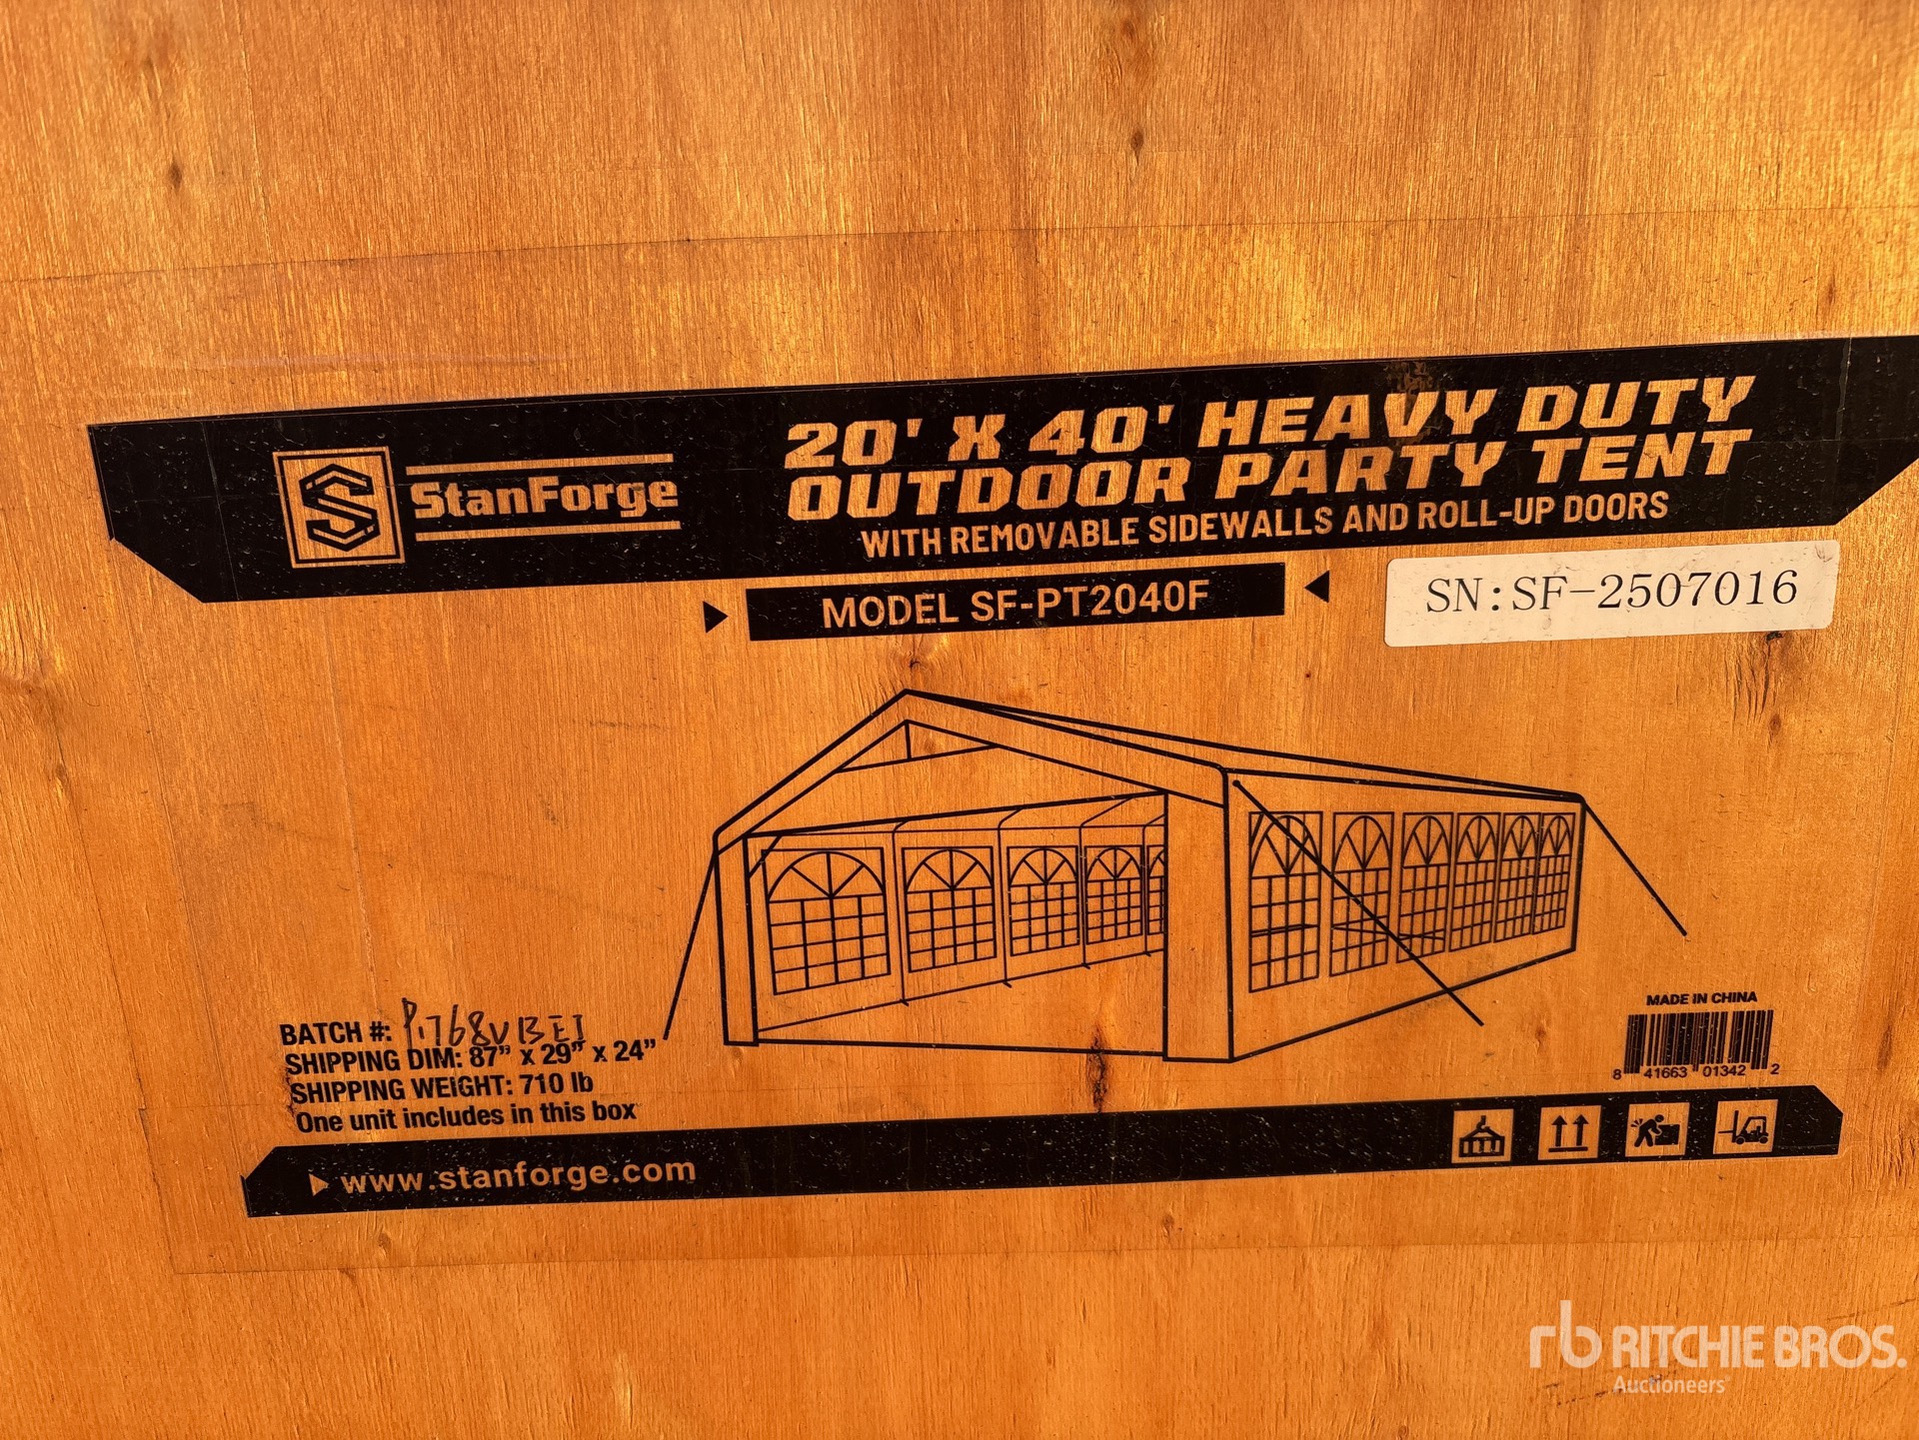 StanForge
20' X 40' HEAVY DUTY
OUTDOOR PARTY TENT
WITH REMOVABLE SIDEWALLS AND ROLL-UP DOORS
MODEL SF-PT2040F
SN:SF-2507016
BATCH #:
SHIPPING DIM: 87" x 29" x 24"
SHIPPING WEIGHT: 710 lb
One unit includes in this box
MADE IN CHINA
8 41663 01342 2
www.stanforge.com
rb RITCHIE BROS.
Auctioneers